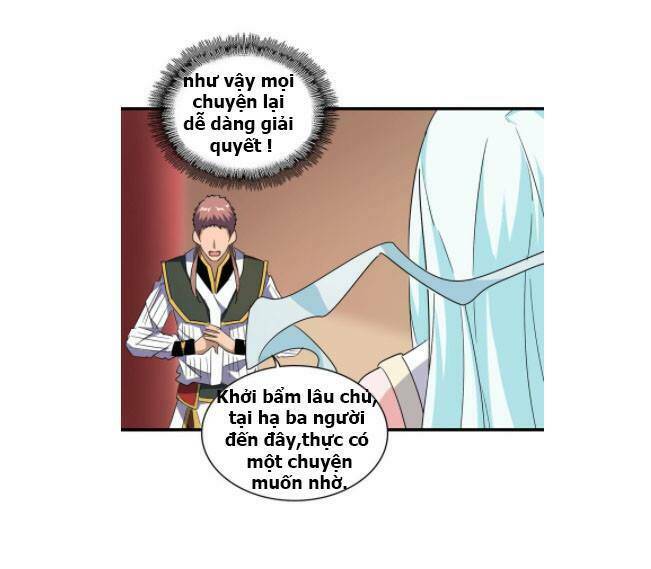 như vậy mọi
chuyện lại
dễ dàng giải
quyết !
Khởi bẩm lâu chủ,
tại hạ ba người
đến đây,thực có
một chuyện
muốn nhờ.